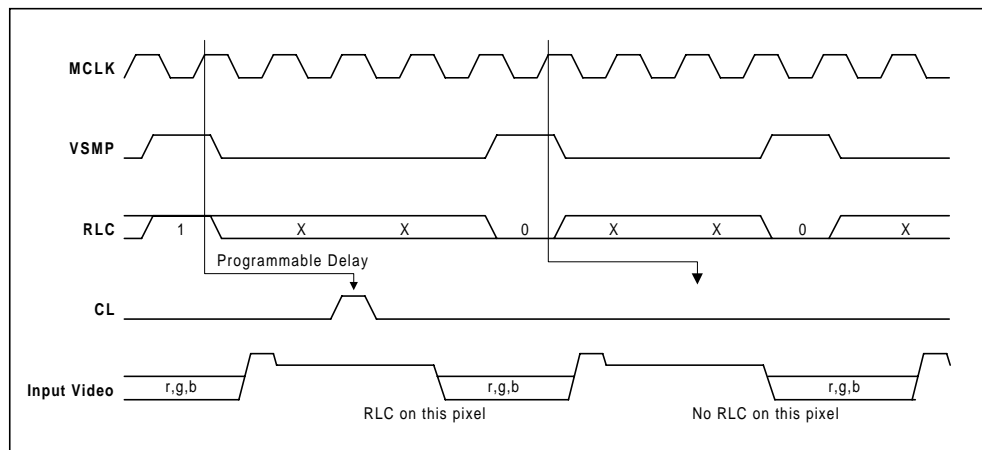 MCLK
VSMP
RLC 1 X X 0 X X 0 X
Programmable Delay
CL
Input Video r,g,b r,g,b r,g,b
RLC on this pixel No RLC on this pixel